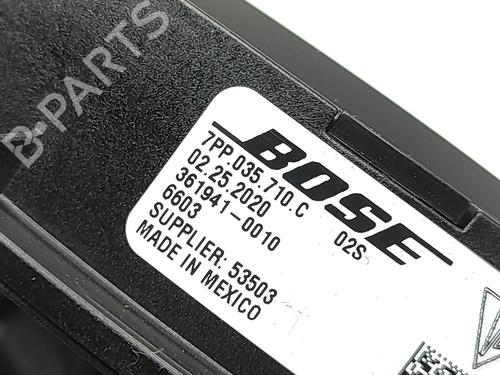 B-PARTS
BOSE
7PP.035.710.C
02.25.2020 02S
361941-0010
6603
SUPPLIER: 53503
MADE IN MEXICO